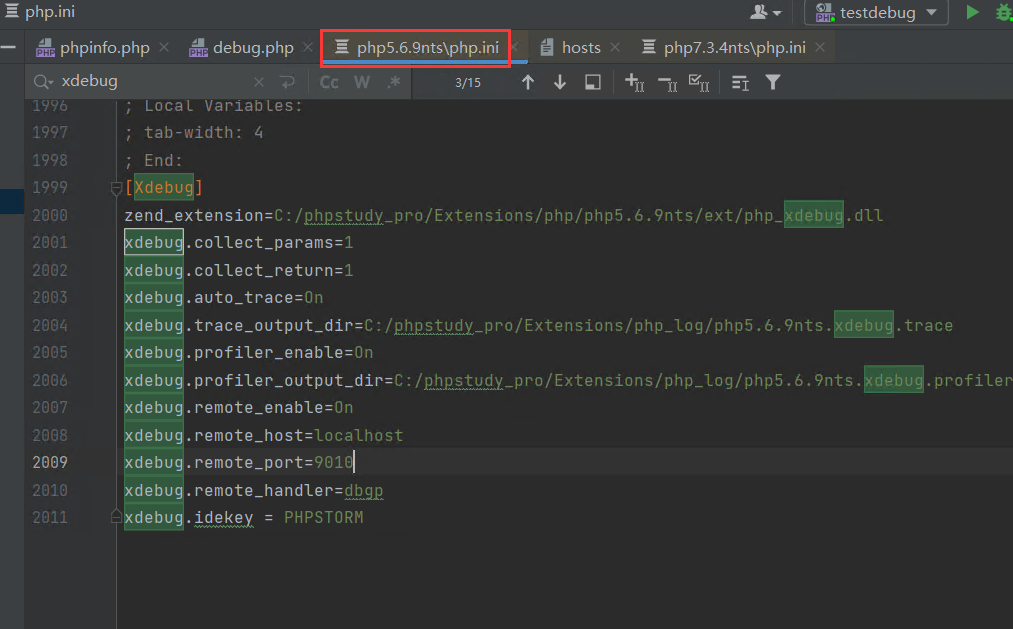 php.ini
testdebug
phpinfo.php
debug.php
php5.6.9nts\php.ini
hosts
php7.3.4nts\php.ini
xdebug
Cc W .*
3/15
1996 ; Local Variables:
1997 ; tab-width: 4
1998 ; End:
1999 [Xdebug]
2000 zend_extension=C:/phpstudy_pro/Extensions/php/php5.6.9nts/ext/php_xdebug.dll
2001 xdebug.collect_params=1
2002 xdebug.collect_return=1
2003 xdebug.auto_trace=On
2004 xdebug.trace_output_dir=C:/phpstudy_pro/Extensions/php_log/php5.6.9nts.xdebug.trace
2005 xdebug.profiler_enable=On
2006 xdebug.profiler_output_dir=C:/phpstudy_pro/Extensions/php_log/php5.6.9nts.xdebug.profiler
2007 xdebug.remote_enable=On
2008 xdebug.remote_host=localhost
2009 xdebug.remote_port=9010
2010 xdebug.remote_handler=dbgp
2011 xdebug.idekey = PHPSTORM